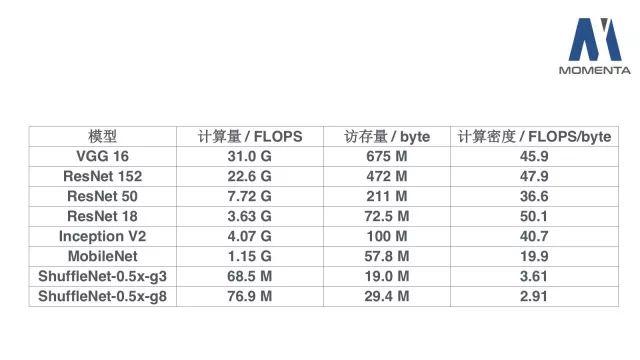 MOMENTA
模型 计算量 / FLOPS 访存量 / byte 计算密度 / FLOPS/byte
VGG 16 31.0 G 675 M 45.9
ResNet 152 22.6 G 472 M 47.9
ResNet 50 7.72 G 211 M 36.6
ResNet 18 3.63 G 72.5 M 50.1
Inception V2 4.07 G 100 M 40.7
MobileNet 1.15 G 57.8 M 19.9
ShuffleNet-0.5x-g3 68.5 M 19.0 M 3.61
ShuffleNet-0.5x-g8 76.9 M 29.4 M 2.91